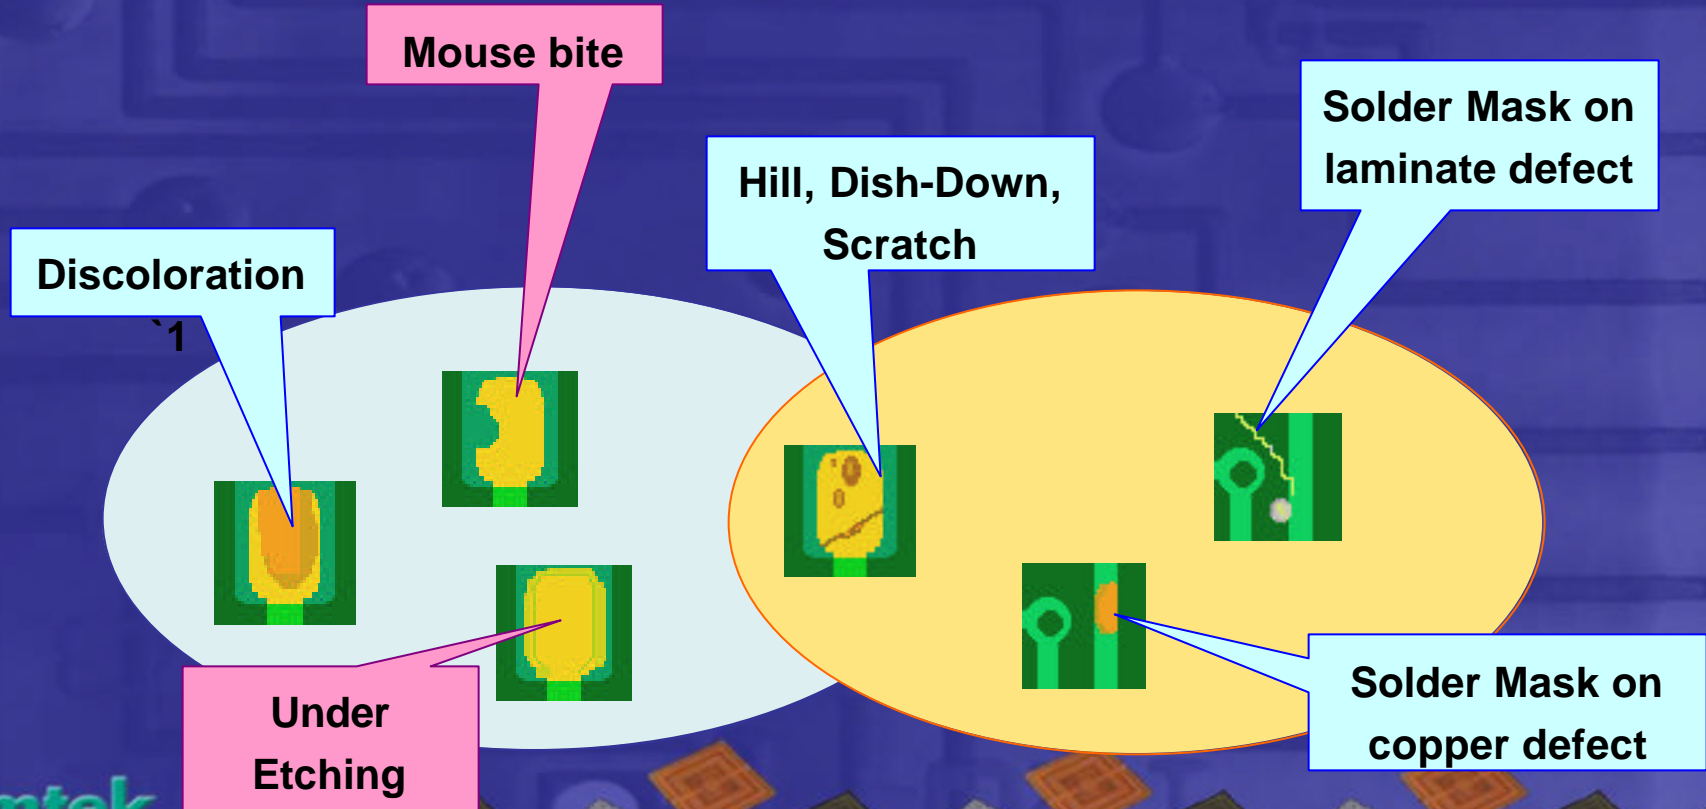 Mouse bite
Solder Mask on
laminate defect
Hill, Dish-Down,
Scratch
Discoloration
`1
Under
Etching
Solder Mask on
copper defect